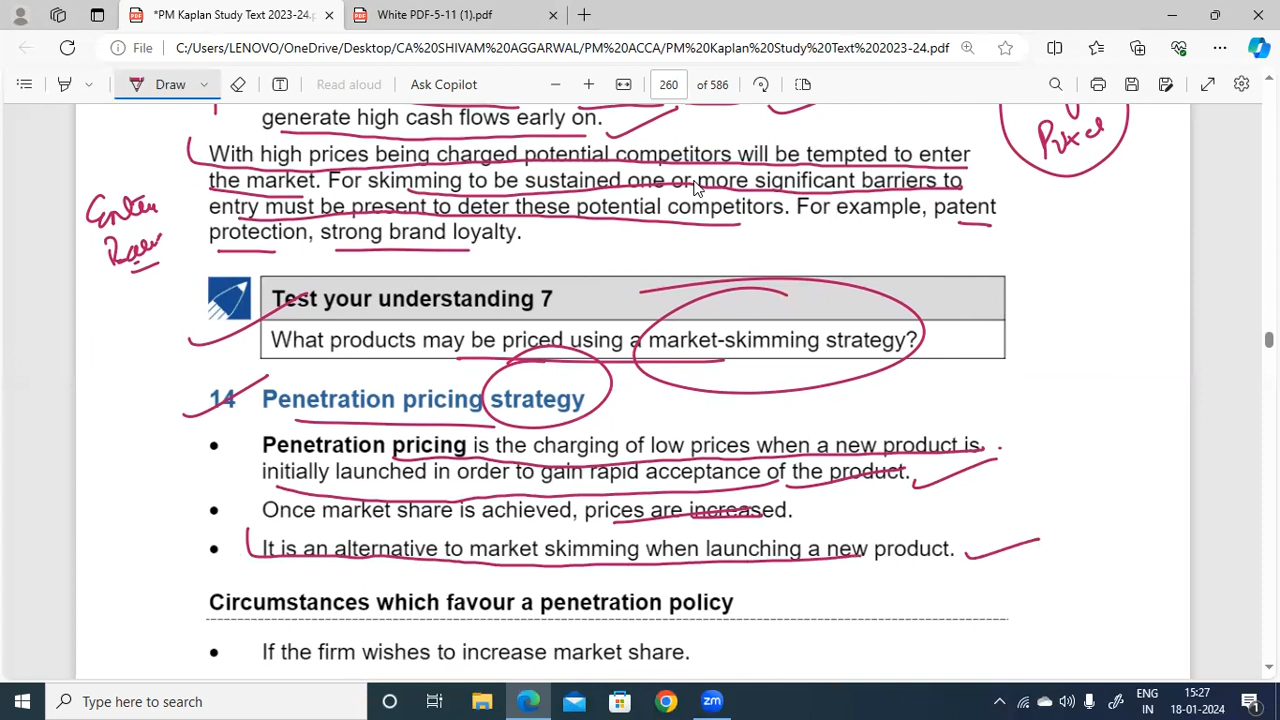 *PM Kaplan Study Text 2023-24.p
White PDF-5-11 (1).pdf
File C:/Users/LENOVO/OneDrive/Desktop/CA%20SHIVAM%20AGGARWAL/PM%20ACCA/PM%20Kaplan%20Study%20Text%202023-24.pdf
Draw Read aloud Ask Copilot 260 of 586
generate high cash flows early on.
With high prices being charged potential competitors will be tempted to enter
the market. For skimming to be sustained one or more significant barriers to
entry must be present to deter these potential competitors. For example, patent
protection, strong brand loyalty.
Test your understanding 7
What products may be priced using a market-skimming strategy?
14 Penetration pricing strategy
• Penetration pricing is the charging of low prices when a new product is
initially launched in order to gain rapid acceptance of the product.
• Once market share is achieved, prices are increased.
• It is an alternative to market skimming when launching a new product.
Circumstances which favour a penetration policy
• If the firm wishes to increase market share.
Type here to search
ENG
IN
15:27
18-01-2024
1